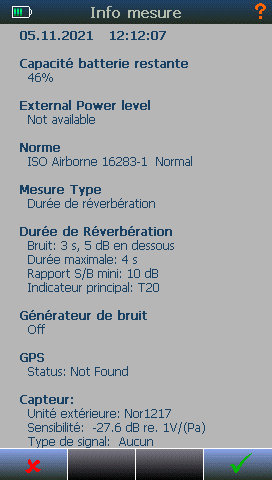 Info mesure
?
05.11.2021 12:12:07
Capacité batterie restante
46%
External Power level
Not available
Norme
ISO Airborne 16283-1 Normal
Mesure Type
Durée de réverbération
Durée de Réverbération
Bruit: 3 s, 5 dB en dessous
Durée maximale: 4 s
Rapport S/B mini: 10 dB
Indicateur principal: T20
Générateur de bruit
Off
GPS
Status: Not Found
Capteur:
Unité extérieure: Nor1217
Sensibilité: -27.6 dB re. 1V/(Pa)
Type de signal: Aucun